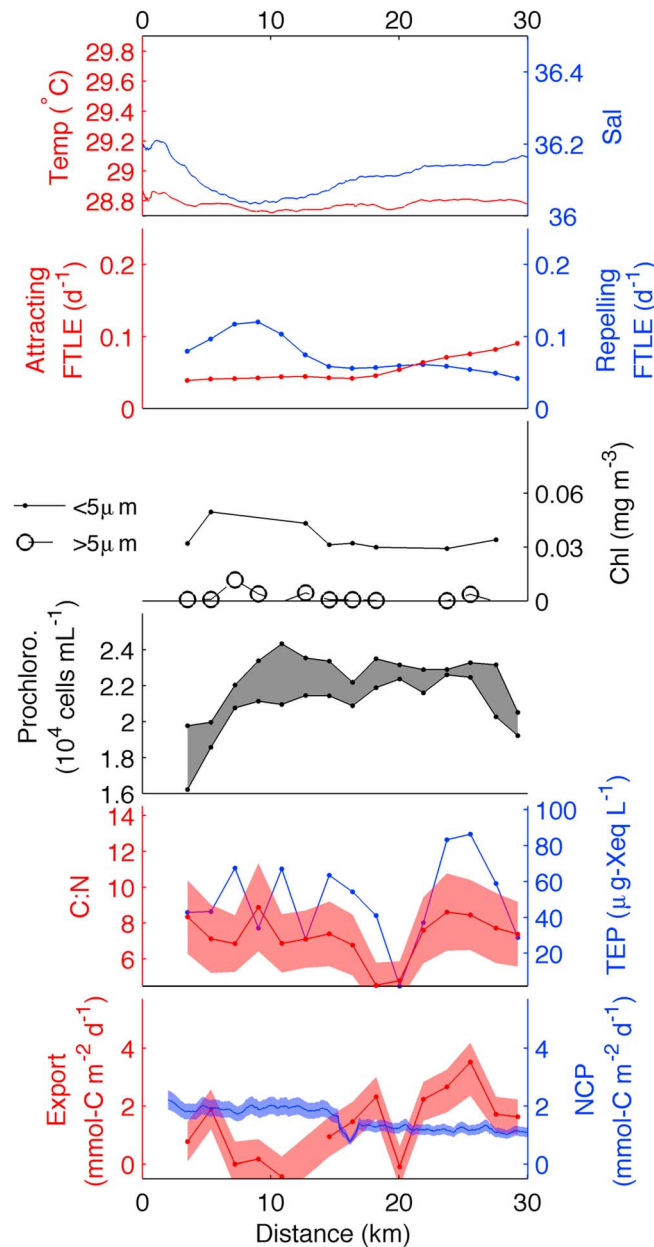 0 10 20 30
29.8
29.6
29.4
29.2
29
28.8
Temp (°C)
36.4
36.2
36
Sal
0.2
0.1
0
Attracting
FTLE (d⁻¹)
0.2
0.1
0
Repelling
FTLE (d⁻¹)
<5μm
>5μm
0.06
0.03
0
Chl (mg m⁻³)
2.4
2.2
2
1.8
1.6
Prochloro.
(10⁴ cells mL⁻¹)
14
12
10
8
6
C:N
100
80
60
40
20
TEP (μg-Xeq L⁻¹)
4
2
0
Export
(mmol-C m⁻² d⁻¹)
4
2
0
NCP
(mmol-C m⁻² d⁻¹)
0 10 20 30
Distance (km)